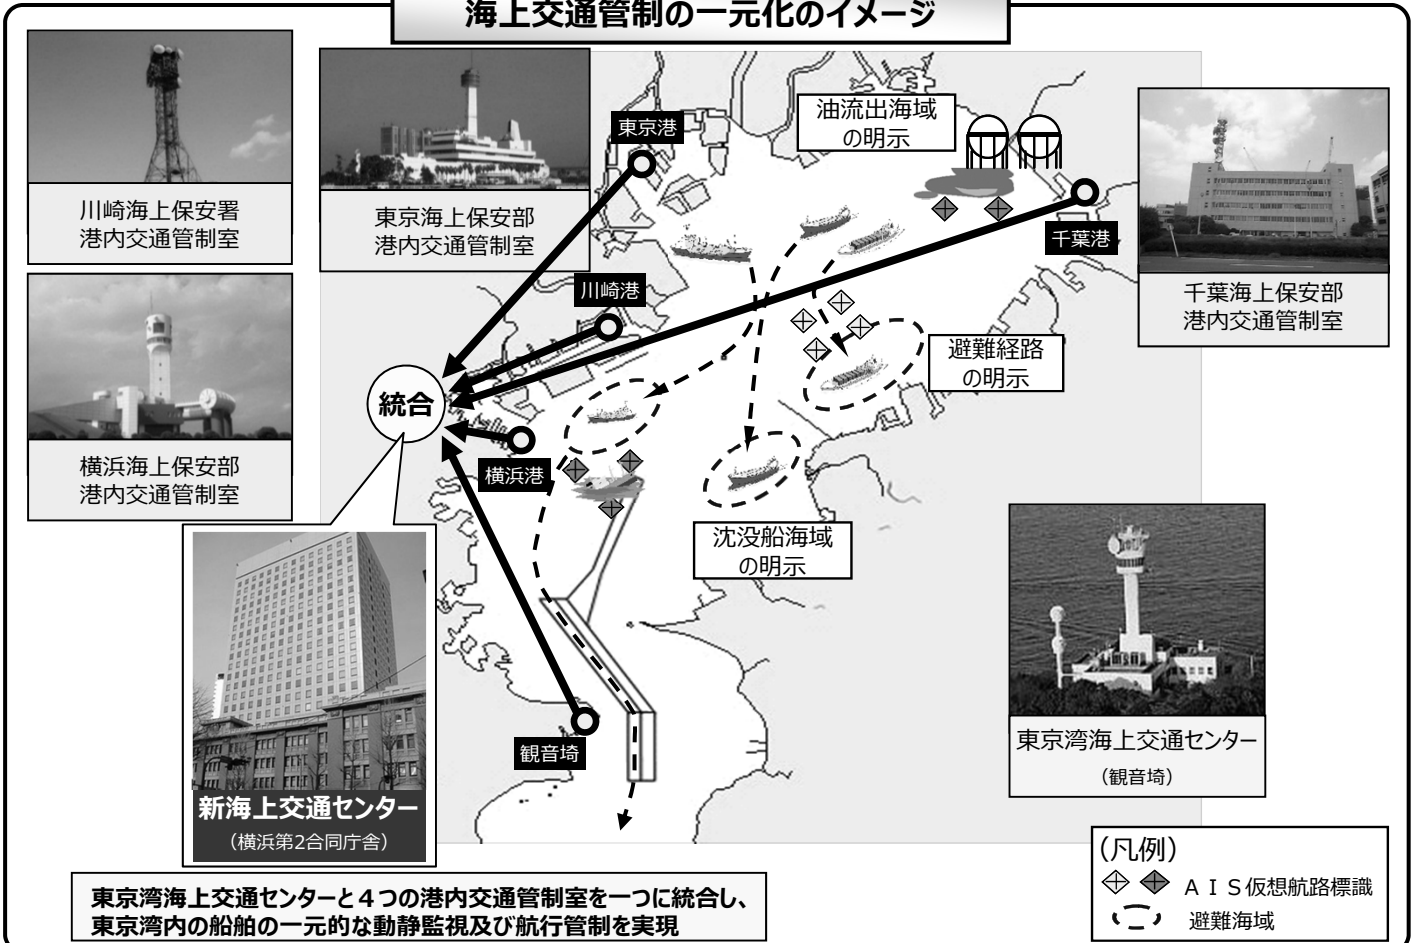 海上交通管制の一元化のイメージ
川崎海上保安署
港内交通管制室
東京海上保安部
港内交通管制室
横浜海上保安部
港内交通管制室
千葉海上保安部
港内交通管制室
東京港
油流出海域
の明示
千葉港
川崎港
避難経路
の明示
統合
横浜港
沈没船海域
の明示
観音埼
新海上交通センター
（横浜第2合同庁舎）
東京湾海上交通センター
（観音埼）
東京湾海上交通センターと４つの港内交通管制室を一つに統合し、
東京湾内の船舶の一元的な動静監視及び航行管制を実現
（凡例）
ＡＩＳ仮想航路標識
避難海域